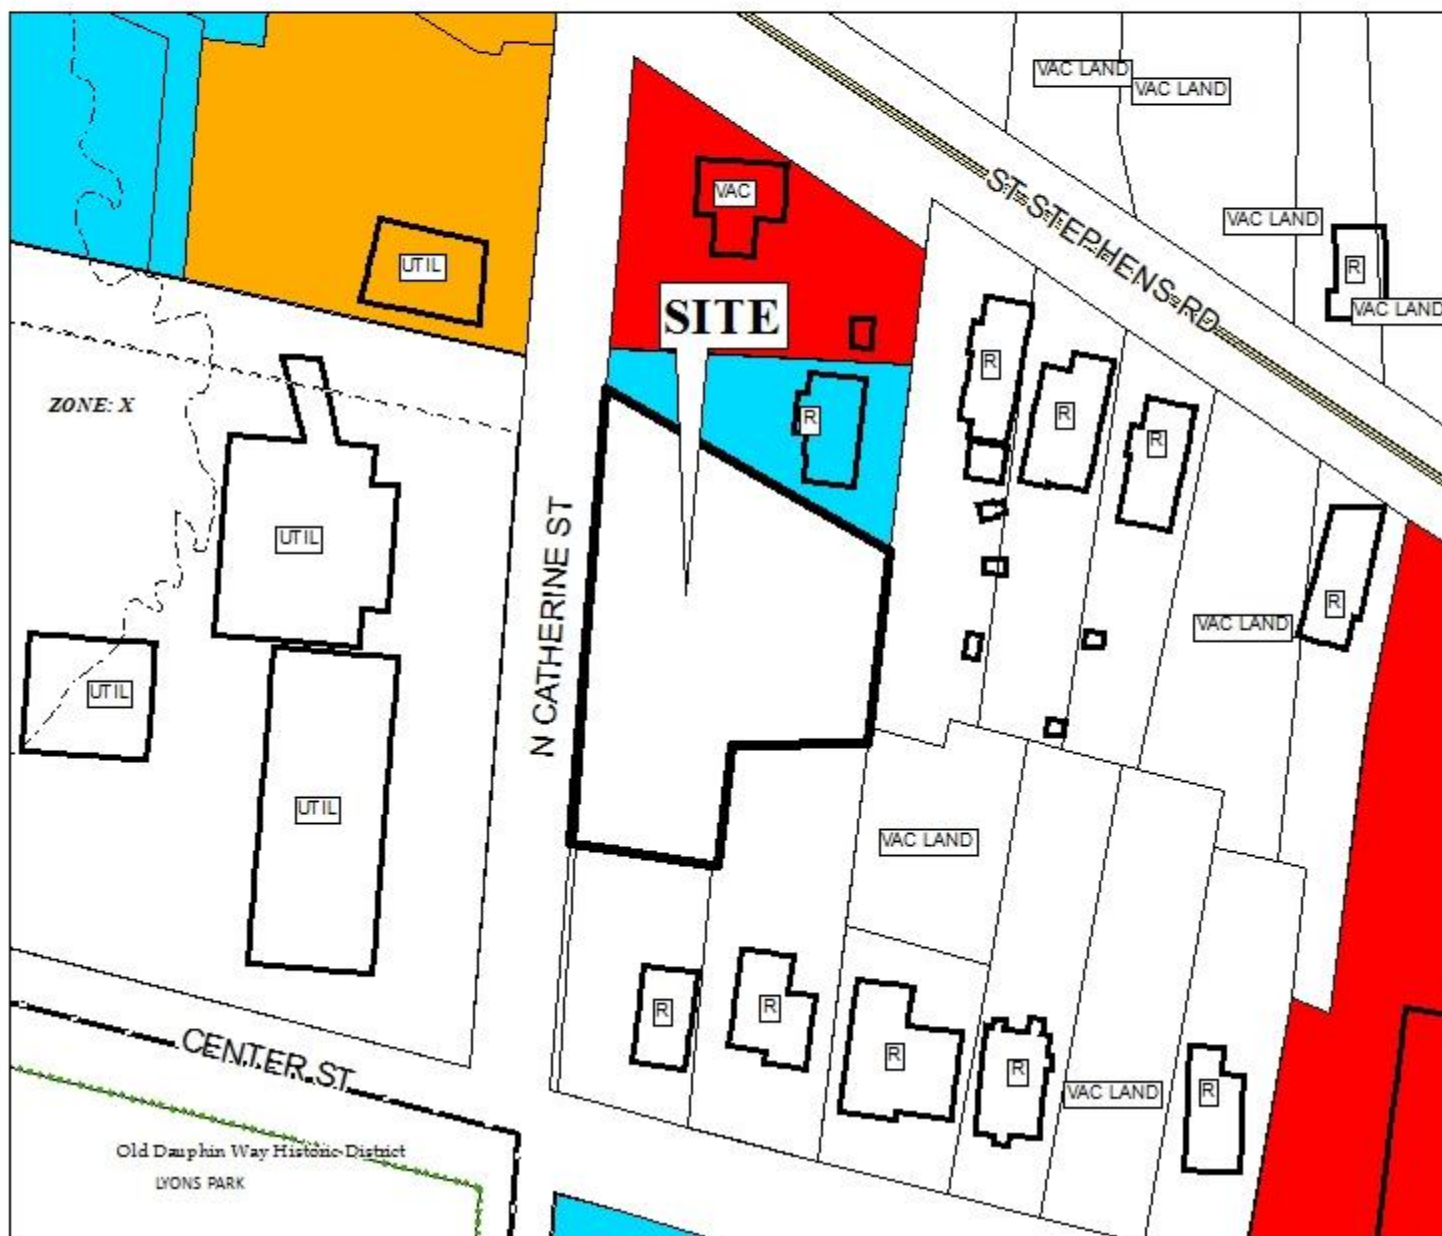 VAC LAND
VAC LAND
VAC
ST STEPHENS RD
VAC LAND
UTIL
R
VAC LAND
SITE
R
R
R
R
ZONE: X
UTIL
N CATHERINE ST
R
VAC LAND
UTIL
UTIL
VAC LAND
R
R
R
R
VAC LAND
R
CENTER ST
Old Dauphin Way Historic District
LYONS PARK